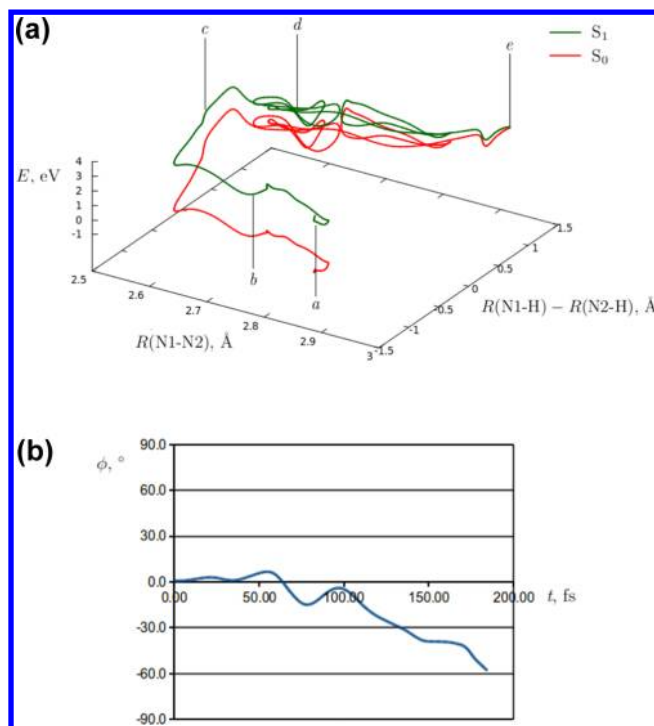 (a)
c
d
e
S₁
S₀
E, eV
4
3
2
1
0
-1
2.5
2.6
2.7
2.8
2.9
3
R(N1-N2), Å
-1.5
-1
-0.5
0
0.5
1
1.5
R(N1-H) − R(N2-H), Å
b
a
(b)
ϕ, °
90.0
60.0
30.0
0.0
-30.0
-60.0
-90.0
0.00
50.00
100.00
150.00
200.00
t, fs